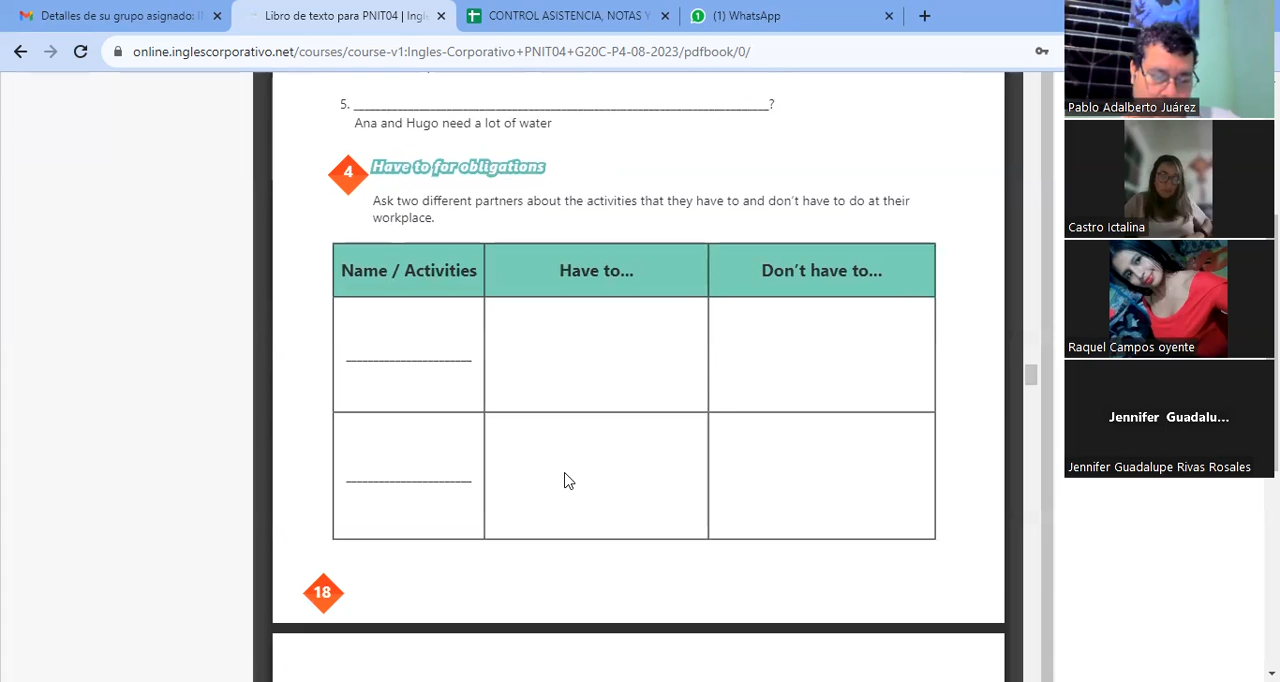 Detalles de su grupo asignado: I
Libro de texto para PNIT04 | Ingl
CONTROL ASISTENCIA, NOTAS Y
(1) WhatsApp
online.inglescorporativo.net/courses/course-v1:Ingles-Corporativo+PNIT04+G20C-P4-08-2023/pdfbook/0/
5. ?
Ana and Hugo need a lot of water
4 Have to for obligations
Ask two different partners about the activities that they have to and don't have to do at their
workplace.
Name / Activities Have to... Don't have to...
18
Pablo Adalberto Juárez
Castro Ictalina
Raquel Campos oyente
Jennifer Guadalu...
Jennifer Guadalupe Rivas Rosales